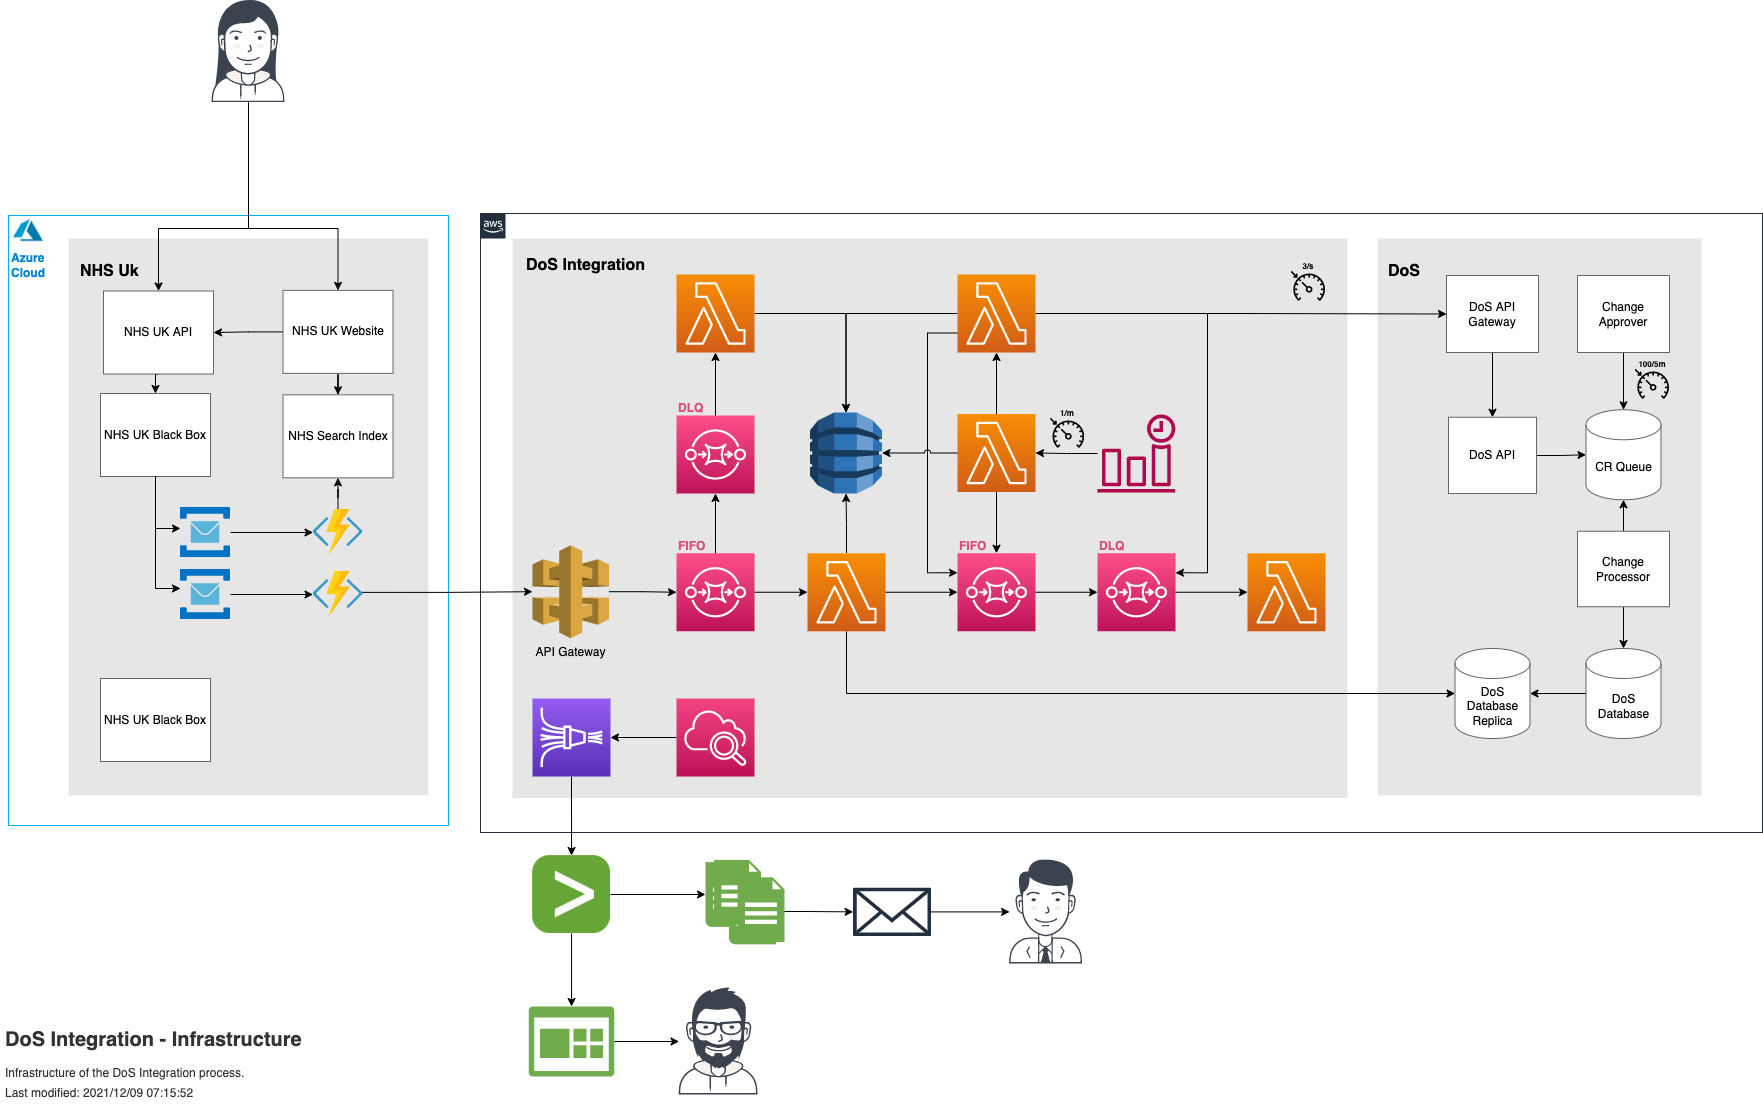 Azure
Cloud
NHS Uk
NHS UK API
NHS UK Website
NHS UK Black Box
NHS Search Index
NHS UK Black Box
aws
DoS Integration
3/s
DLQ
1/m
FIFO
FIFO
DLQ
API Gateway
DoS
DoS API
Gateway
Change
Approver
100/5m
DoS API
CR Queue
Change
Processor
DoS
Database
Replica
DoS
Database
DoS Integration - Infrastructure
Infrastructure of the DoS Integration process.
Last modified: 2021/12/09 07:15:52